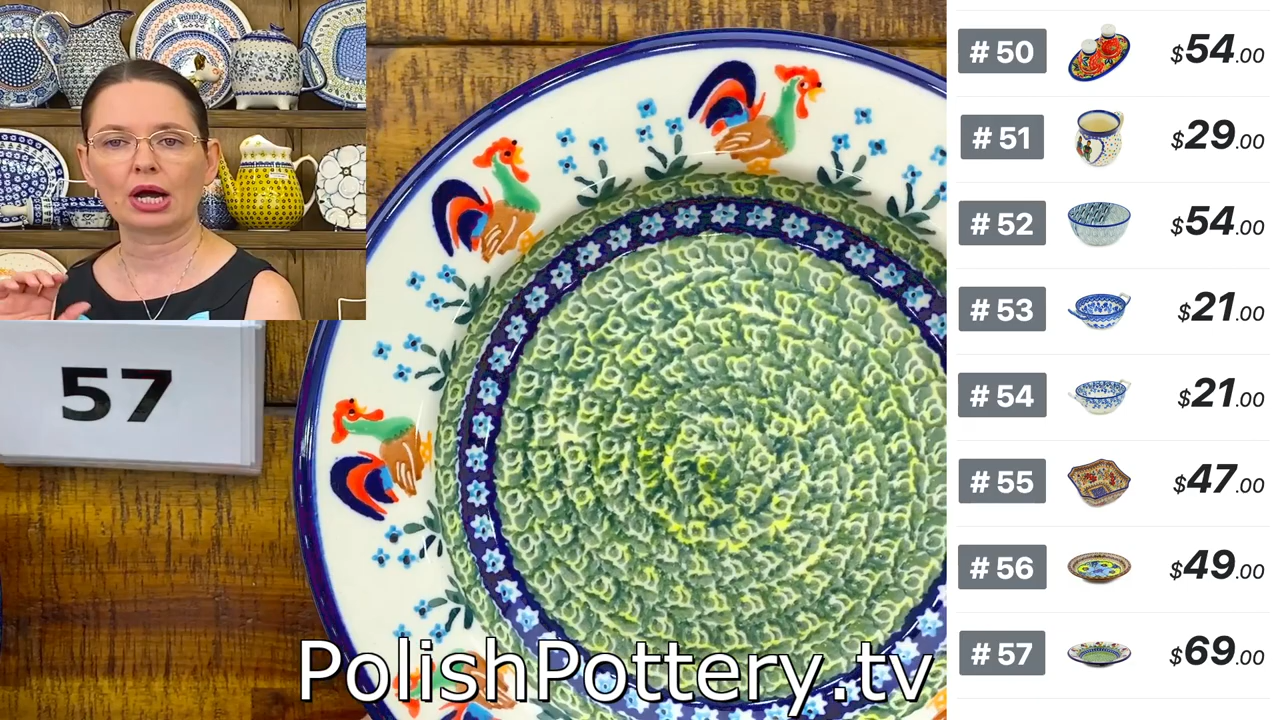 57
PolishPottery.tv
# 50 $54.00
# 51 $29.00
# 52 $54.00
# 53 $21.00
# 54 $21.00
# 55 $47.00
# 56 $49.00
# 57 $69.00